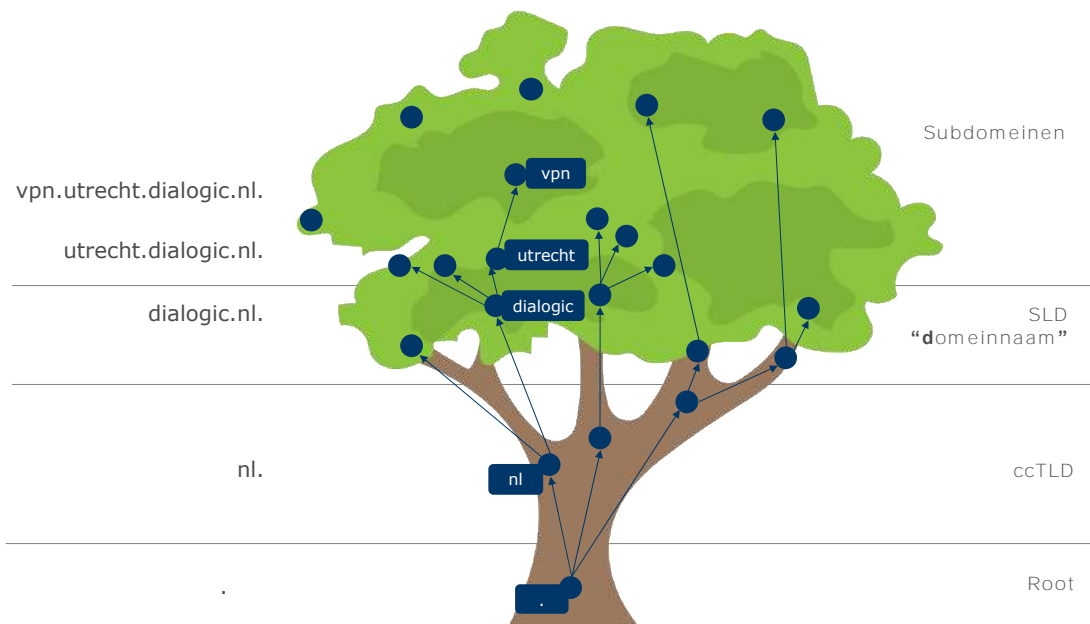 Subdomeinen
vpn
vpn.utrecht.dialogic.nl.
utrecht.dialogic.nl.
utrecht
dialogic.nl.
dialogic
SLD
“domeinnaam”
nl.
nl
ccTLD
.
.
Root